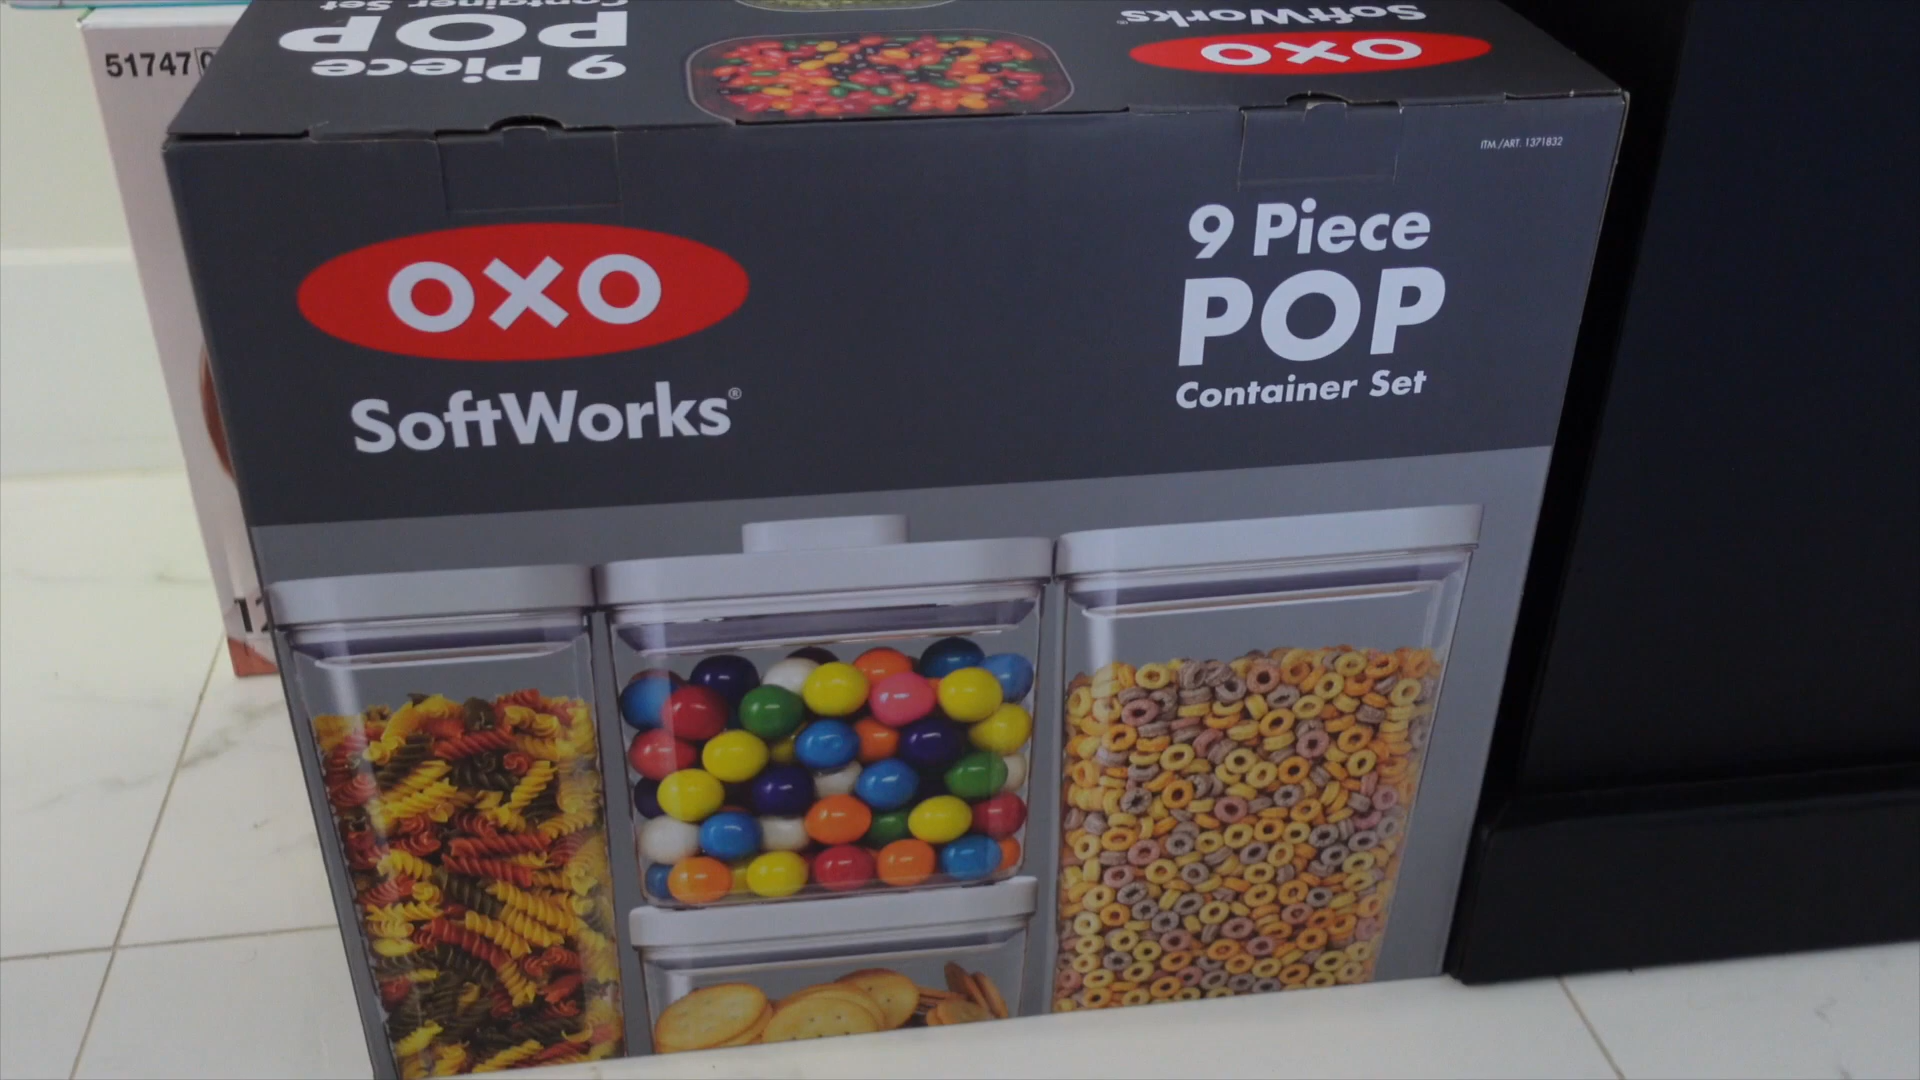 Container Set
POP
9 Piece
SoftWorks®
OXO
51747
ITM./ART. 1371832
OXO
SoftWorks®
9 Piece
POP
Container Set